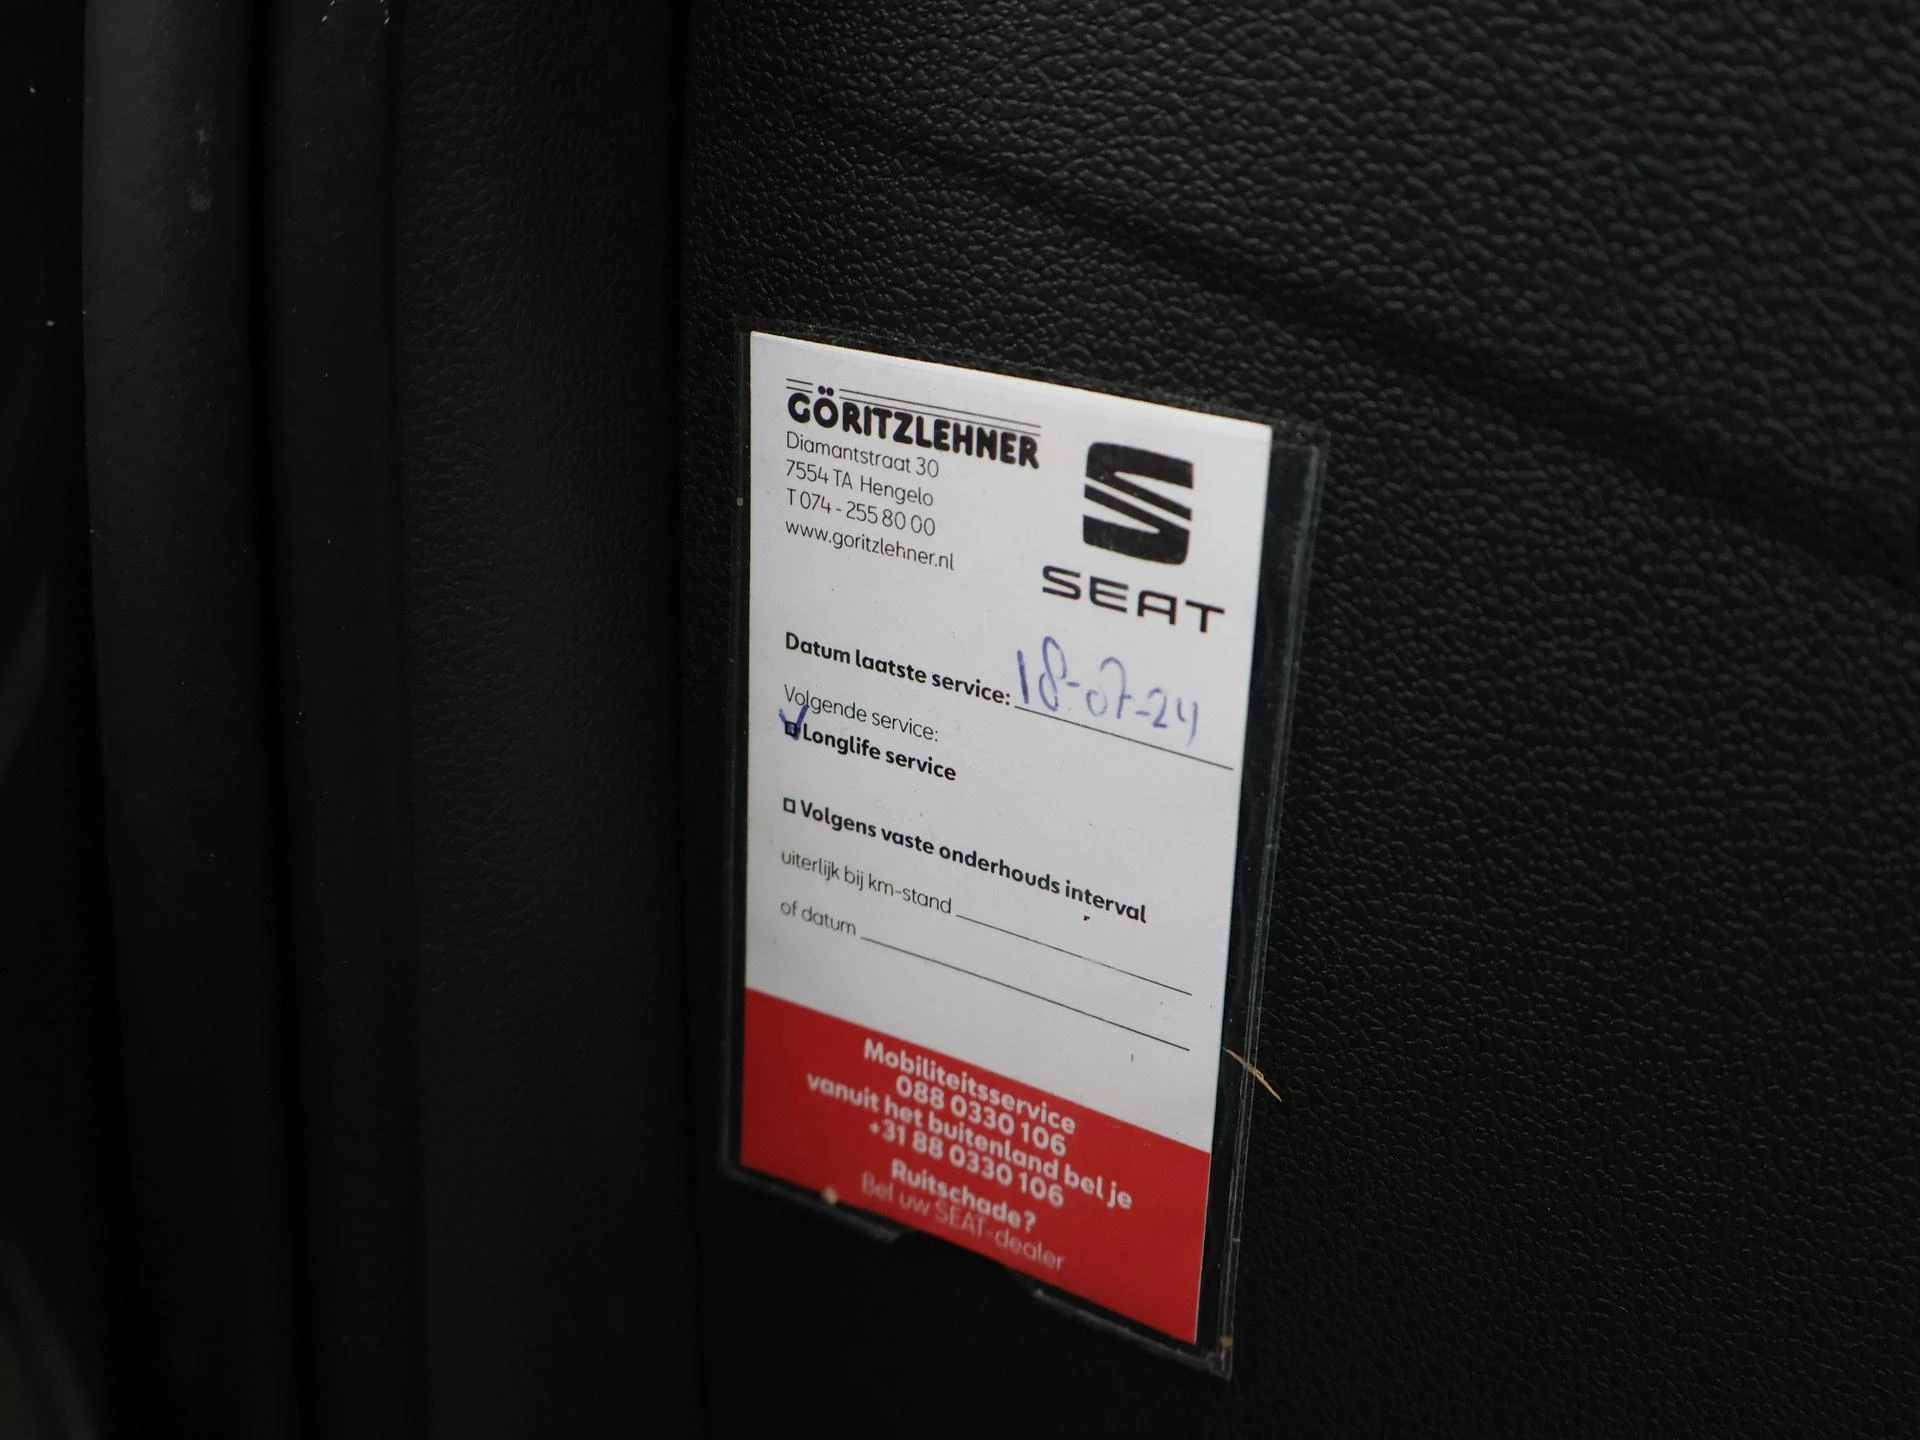 GÖRITZLEHNER
Diamantstraat 30
7554 TA Hengelo
T 074 - 255 80 00
www.goritzlehner.nl
SEAT
Datum laatste service: 18-07-24
Volgende service:
Longlife service
Volgens vaste onderhouds interval
uiterlijk bij km-stand
of datum
Mobiliteitsservice
088 0330 106
vanuit het buitenland bel je
+31 88 0330 106
Ruitschade?
Bel uw SEAT-dealer